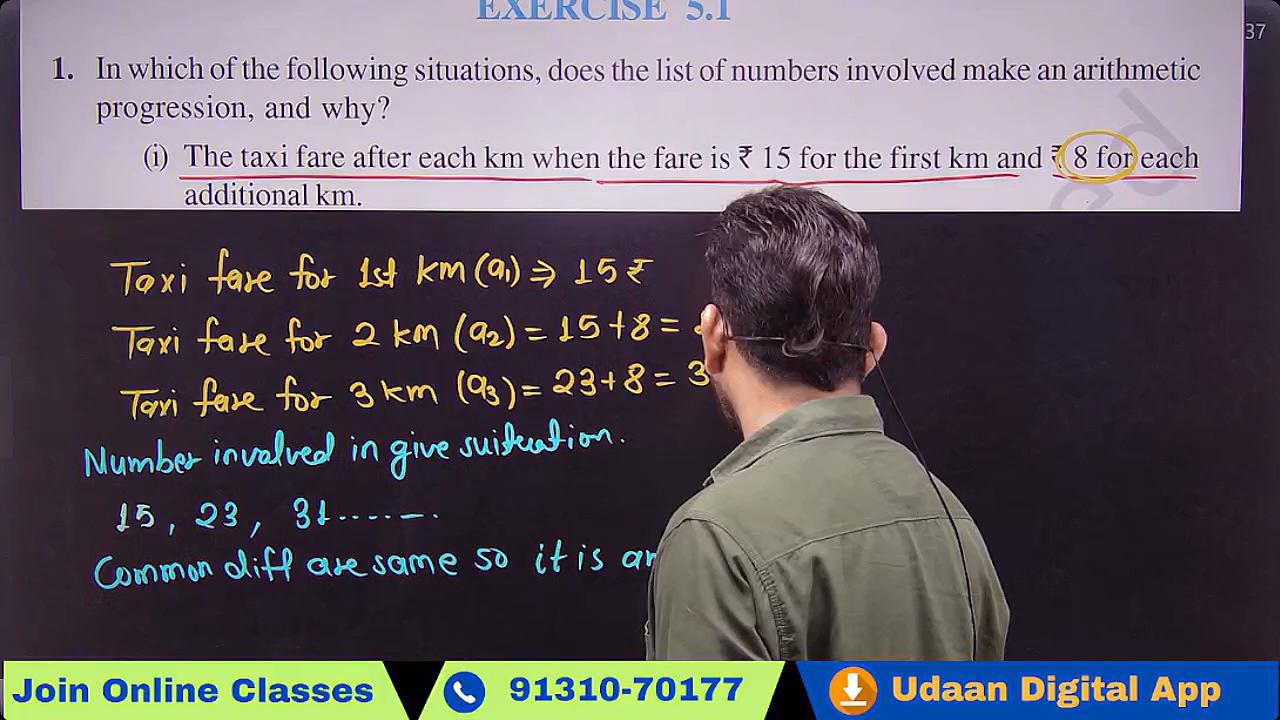 EXERCISE 5.1
37
1. In which of the following situations, does the list of numbers involved make an arithmetic
progression, and why?
(i) The taxi fare after each km when the fare is ₹ 15 for the first km and ₹ 8 for each
additional km.
Taxi fare for 1st km (a₁) ⇒ 15 ₹
Taxi fare for 2 km (a₂) = 15+8 =
Taxi fare for 3 km (a₃) = 23+8 = 3
Number involved in give suiteation.
15, 23, 31.......
Common diff are same so it is an
Join Online Classes
91310-70177
Udaan Digital App